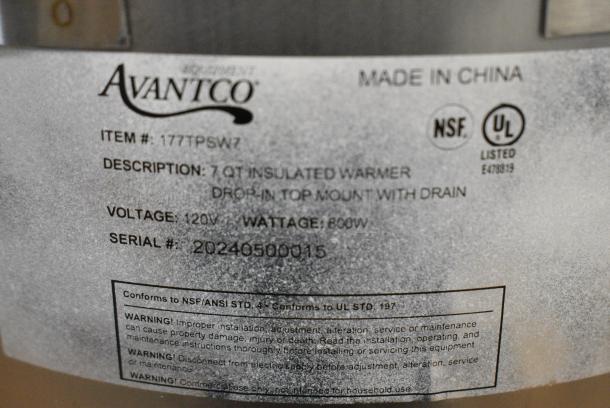 0
EQUIPMENT
AVANTCO®
MADE IN CHINA
ITEM #: 177TPSW7
NSF.
UL
LISTED
E478819
DESCRIPTION: 7 QT INSULATED WARMER
DROP-IN TOP MOUNT WITH DRAIN
VOLTAGE: 120V / WATTAGE: 800W
SERIAL #: 20240500015
Conforms to NSF/ANSI STD. 4 - Conforms to UL STD. 197
WARNING! Improper installation, adjustment, alteration, service or maintenance
can cause property damage, injury or death. Read the installation, operating, and
maintenance instructions thoroughly before installing or servicing this equipment.
WARNING! Disconnect from electric supply before adjustment, alteration, service
or maintenance.
WARNING! Commercial use only, not intended for household use.